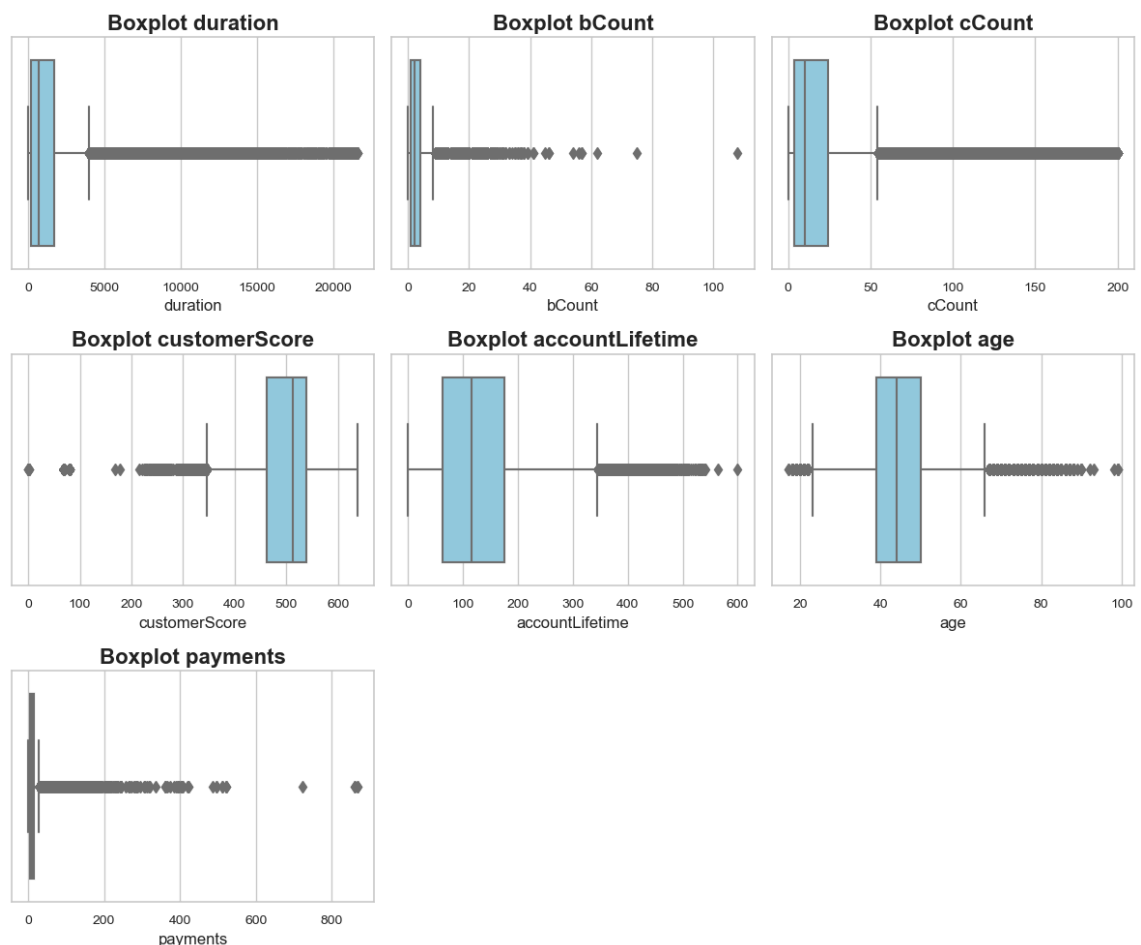 Boxplot duration
0 5000 10000 15000 20000
duration
Boxplot bCount
0 20 40 60 80 100
bCount
Boxplot cCount
0 50 100 150 200
cCount
Boxplot customerScore
0 100 200 300 400 500 600
customerScore
Boxplot accountLifetime
0 100 200 300 400 500 600
accountLifetime
Boxplot age
20 40 60 80 100
age
Boxplot payments
0 200 400 600 800
payments